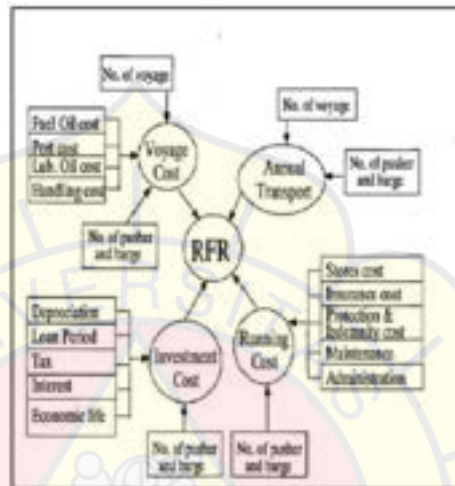 No. of voyage
No. of voyage
Fuel Oil cost
Port cost
Lub. Oil cost
Handling cost
Voyage
Cost
Annual
Transport
No. of pusher
and barge
No. of pusher
and barge
RFR
Stores cost
Insurance cost
Protection &
Indemnity cost
Maintenance
Administration
Depreciation
Loan Period
Tax
Interest
Economic life
Investment
Cost
Running
Cost
No. of pusher
and barge
No. of pusher
and barge